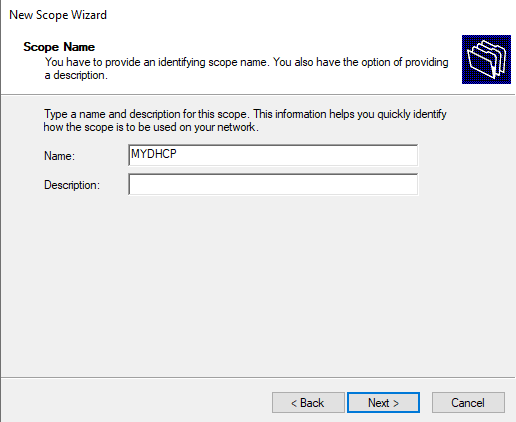 New Scope Wizard
Scope Name
You have to provide an identifying scope name. You also have the option of providing
a description.
Type a name and description for this scope. This information helps you quickly identify
how the scope is to be used on your network.
Name: MYDHCP
Description:
< Back Next > Cancel